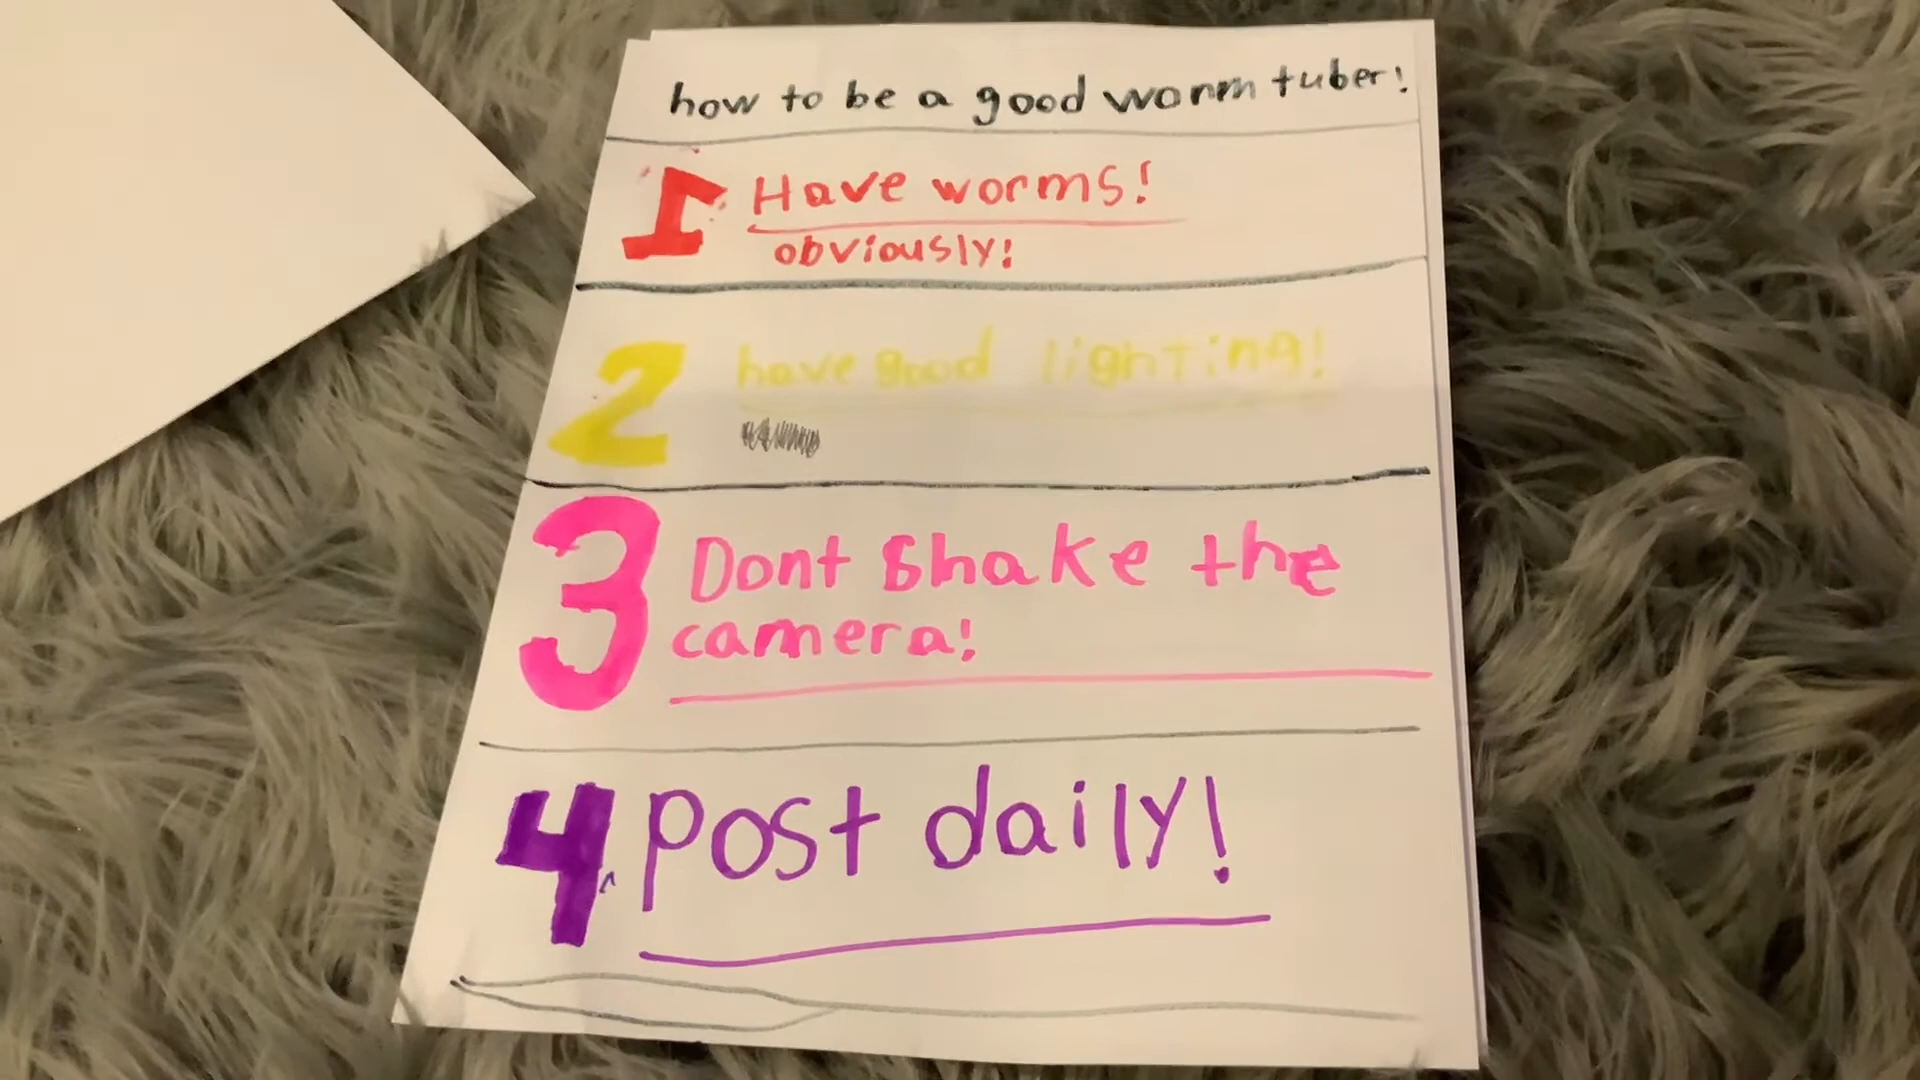 how to be a good worm tuber!
1 Have worms!
obviously!
2 have good lighting!
3 Dont Shake the
camera!
4 post daily!